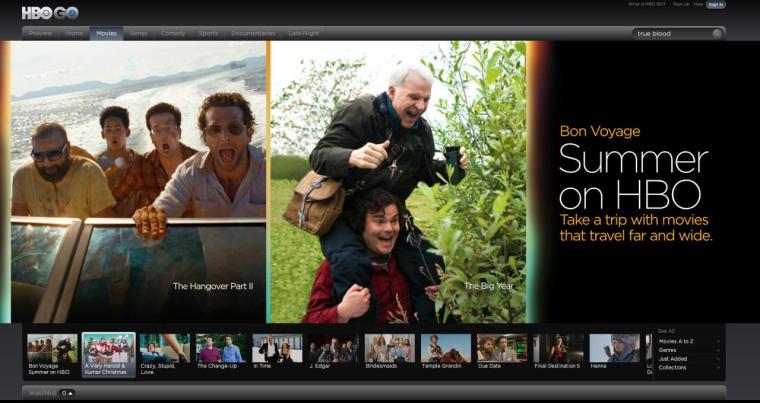 HBO GO
What is HBO GO?
Sign Up
Help
Sign In
Preview
Home
Movies
Series
Comedy
Sports
Documentaries
Late Night
true blood
The Hangover Part II
The Big Year
Bon Voyage
Summer
on HBO
Take a trip with movies
that travel far and wide.
Bon Voyage
Summer on HBO
A Very Harold &
Kumar Christmas
Crazy, Stupid,
Love.
The Change-Up
In Time
J. Edgar
Bridesmaids
Temple Grandin
Due Date
Final Destination 5
Hanna
See All
Movies A to Z
Genres
Just Added
Collections
Watchlist 0